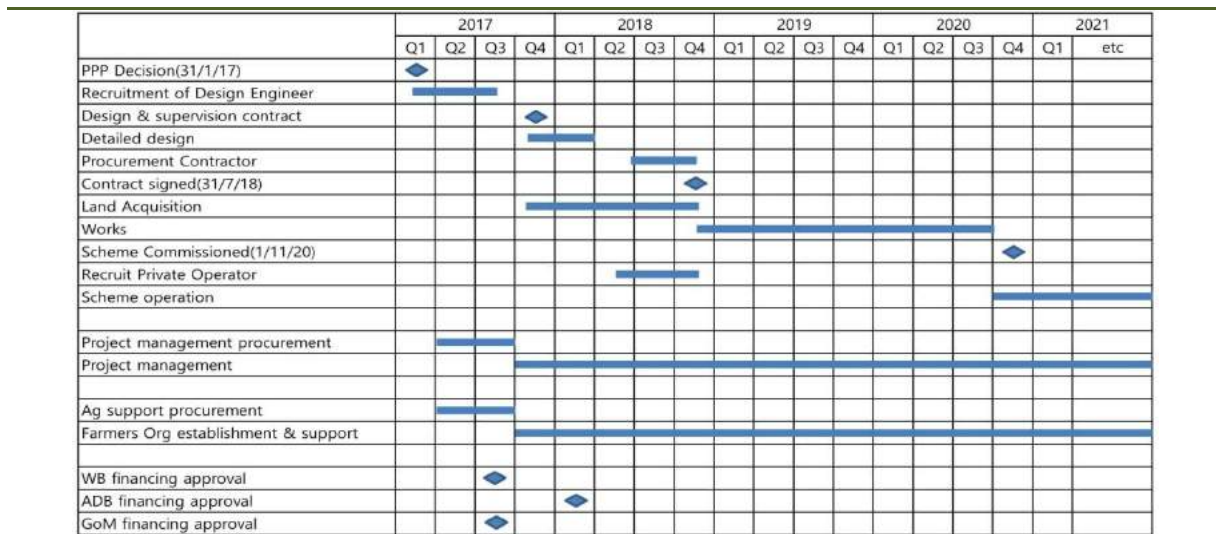 2017 2018 2019 2020 2021
Q1 Q2 Q3 Q4 Q1 Q2 Q3 Q4 Q1 Q2 Q3 Q4 Q1 Q2 Q3 Q4 Q1 etc
PPP Decision(31/1/17)
Recruitment of Design Engineer
Design & supervision contract
Detailed design
Procurement Contractor
Contract signed(31/7/18)
Land Acquisition
Works
Scheme Commissioned(1/11/20)
Recruit Private Operator
Scheme operation
Project management procurement
Project management
Ag support procurement
Farmers Org establishment & support
WB financing approval
ADB financing approval
GoM financing approval